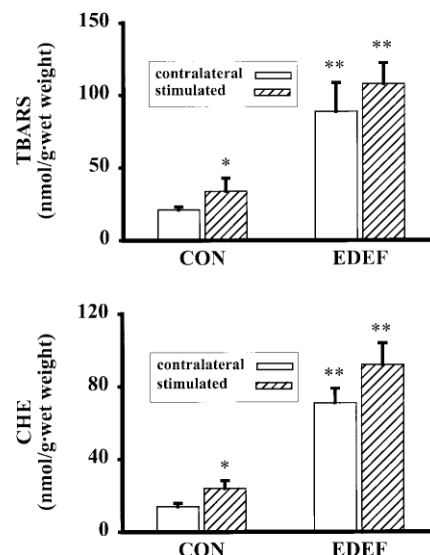 150
100
50
0
TBARS
(nmol/g·wet weight)
contralateral
stimulated
*
**
**
CON EDEF
120
80
40
0
CHE
(nmol/g·wet weight)
contralateral
stimulated
*
**
**
CON EDEF